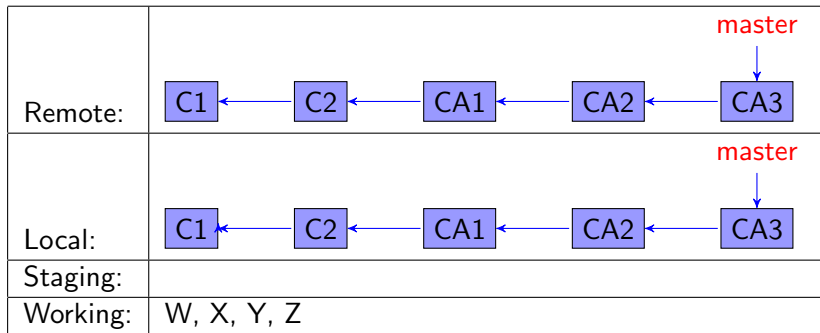 master
Remote: C1 C2 CA1 CA2 CA3
master
Local: C1 C2 CA1 CA2 CA3
Staging:
Working: W, X, Y, Z